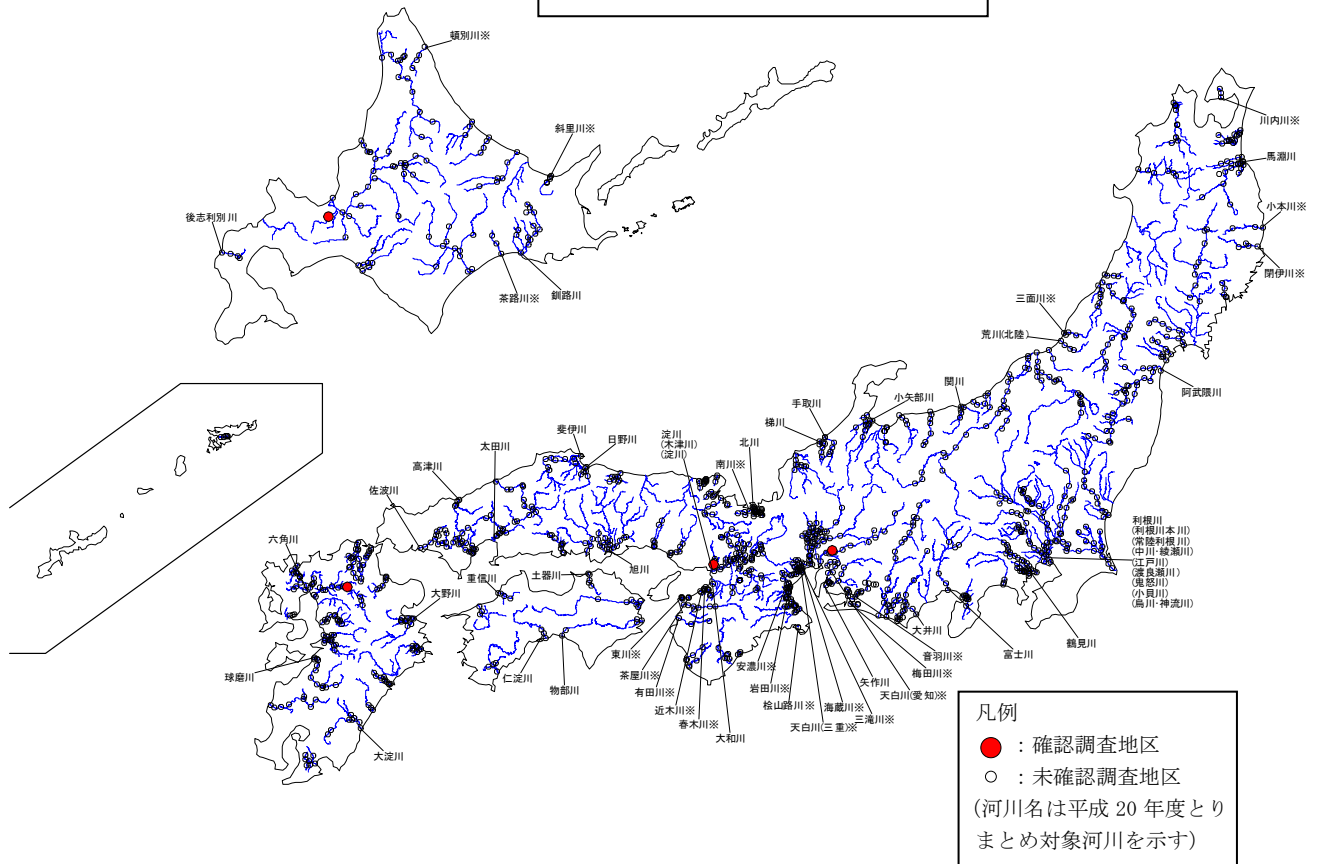 頓別川※
斜里川※
後志利別川
茶路川※
釧路川
川内川※
馬淵川
小本川※
閉伊川※
三面川※
荒川(北陸)
阿武隈川
関川
小矢部川
手取川
梯川
北川
南川※
淀川
(木津川)
(淀川)
日野川
斐伊川
太田川
高津川
佐波川
六角川
大野川
球磨川
大淀川
重信川
土器川
旭川
仁淀川
物部川
東川※
茶屋川※
有田川※
近木川※
春木川※
大和川
安濃川※
岩田川※
桧山路川※
天白川(三重)※
海蔵川※
三滝川※
矢作川
天白川(愛知)※
梅田川※
音羽川※
大井川
富士川
鶴見川
利根川
(利根川本川)
(常陸利根川)
(中川・綾瀬川)
(江戸川)
(渡良瀬川)
(鬼怒川)
(小貝川)
(烏川・神流川)
凡例
：確認調査地区
：未確認調査地区
(河川名は平成 20 年度とり
まとめ対象河川を示す)